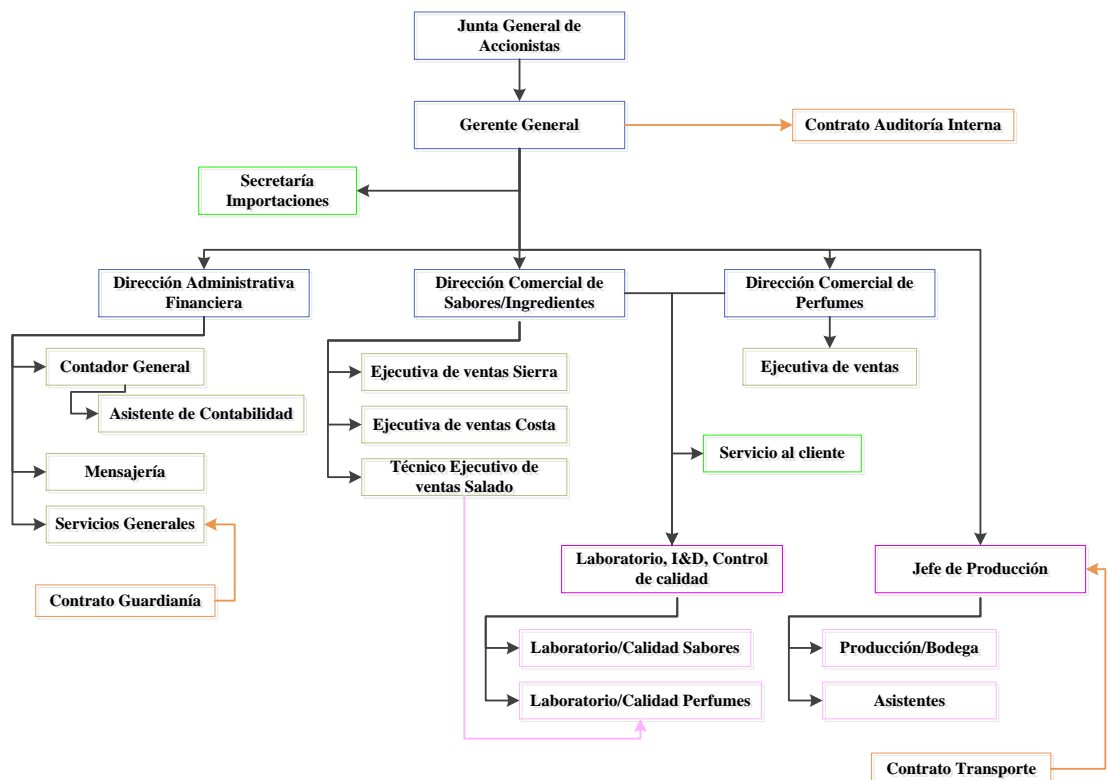 Junta General de
Accionistas
Gerente General
Contrato Auditoría Interna
Secretaría
Importaciones
Dirección Administrativa
Financiera
Dirección Comercial de
Sabores/Ingredientes
Dirección Comercial de
Perfumes
Contador General
Ejecutiva de ventas Sierra
Ejecutiva de ventas
Asistente de Contabilidad
Ejecutiva de ventas Costa
Servicio al cliente
Mensajería
Técnico Ejecutivo de
ventas Salado
Servicios Generales
Laboratorio, I&D, Control
de calidad
Jefe de Producción
Contrato Guardianía
Laboratorio/Calidad Sabores
Producción/Bodega
Laboratorio/Calidad Perfumes
Asistentes
Contrato Transporte